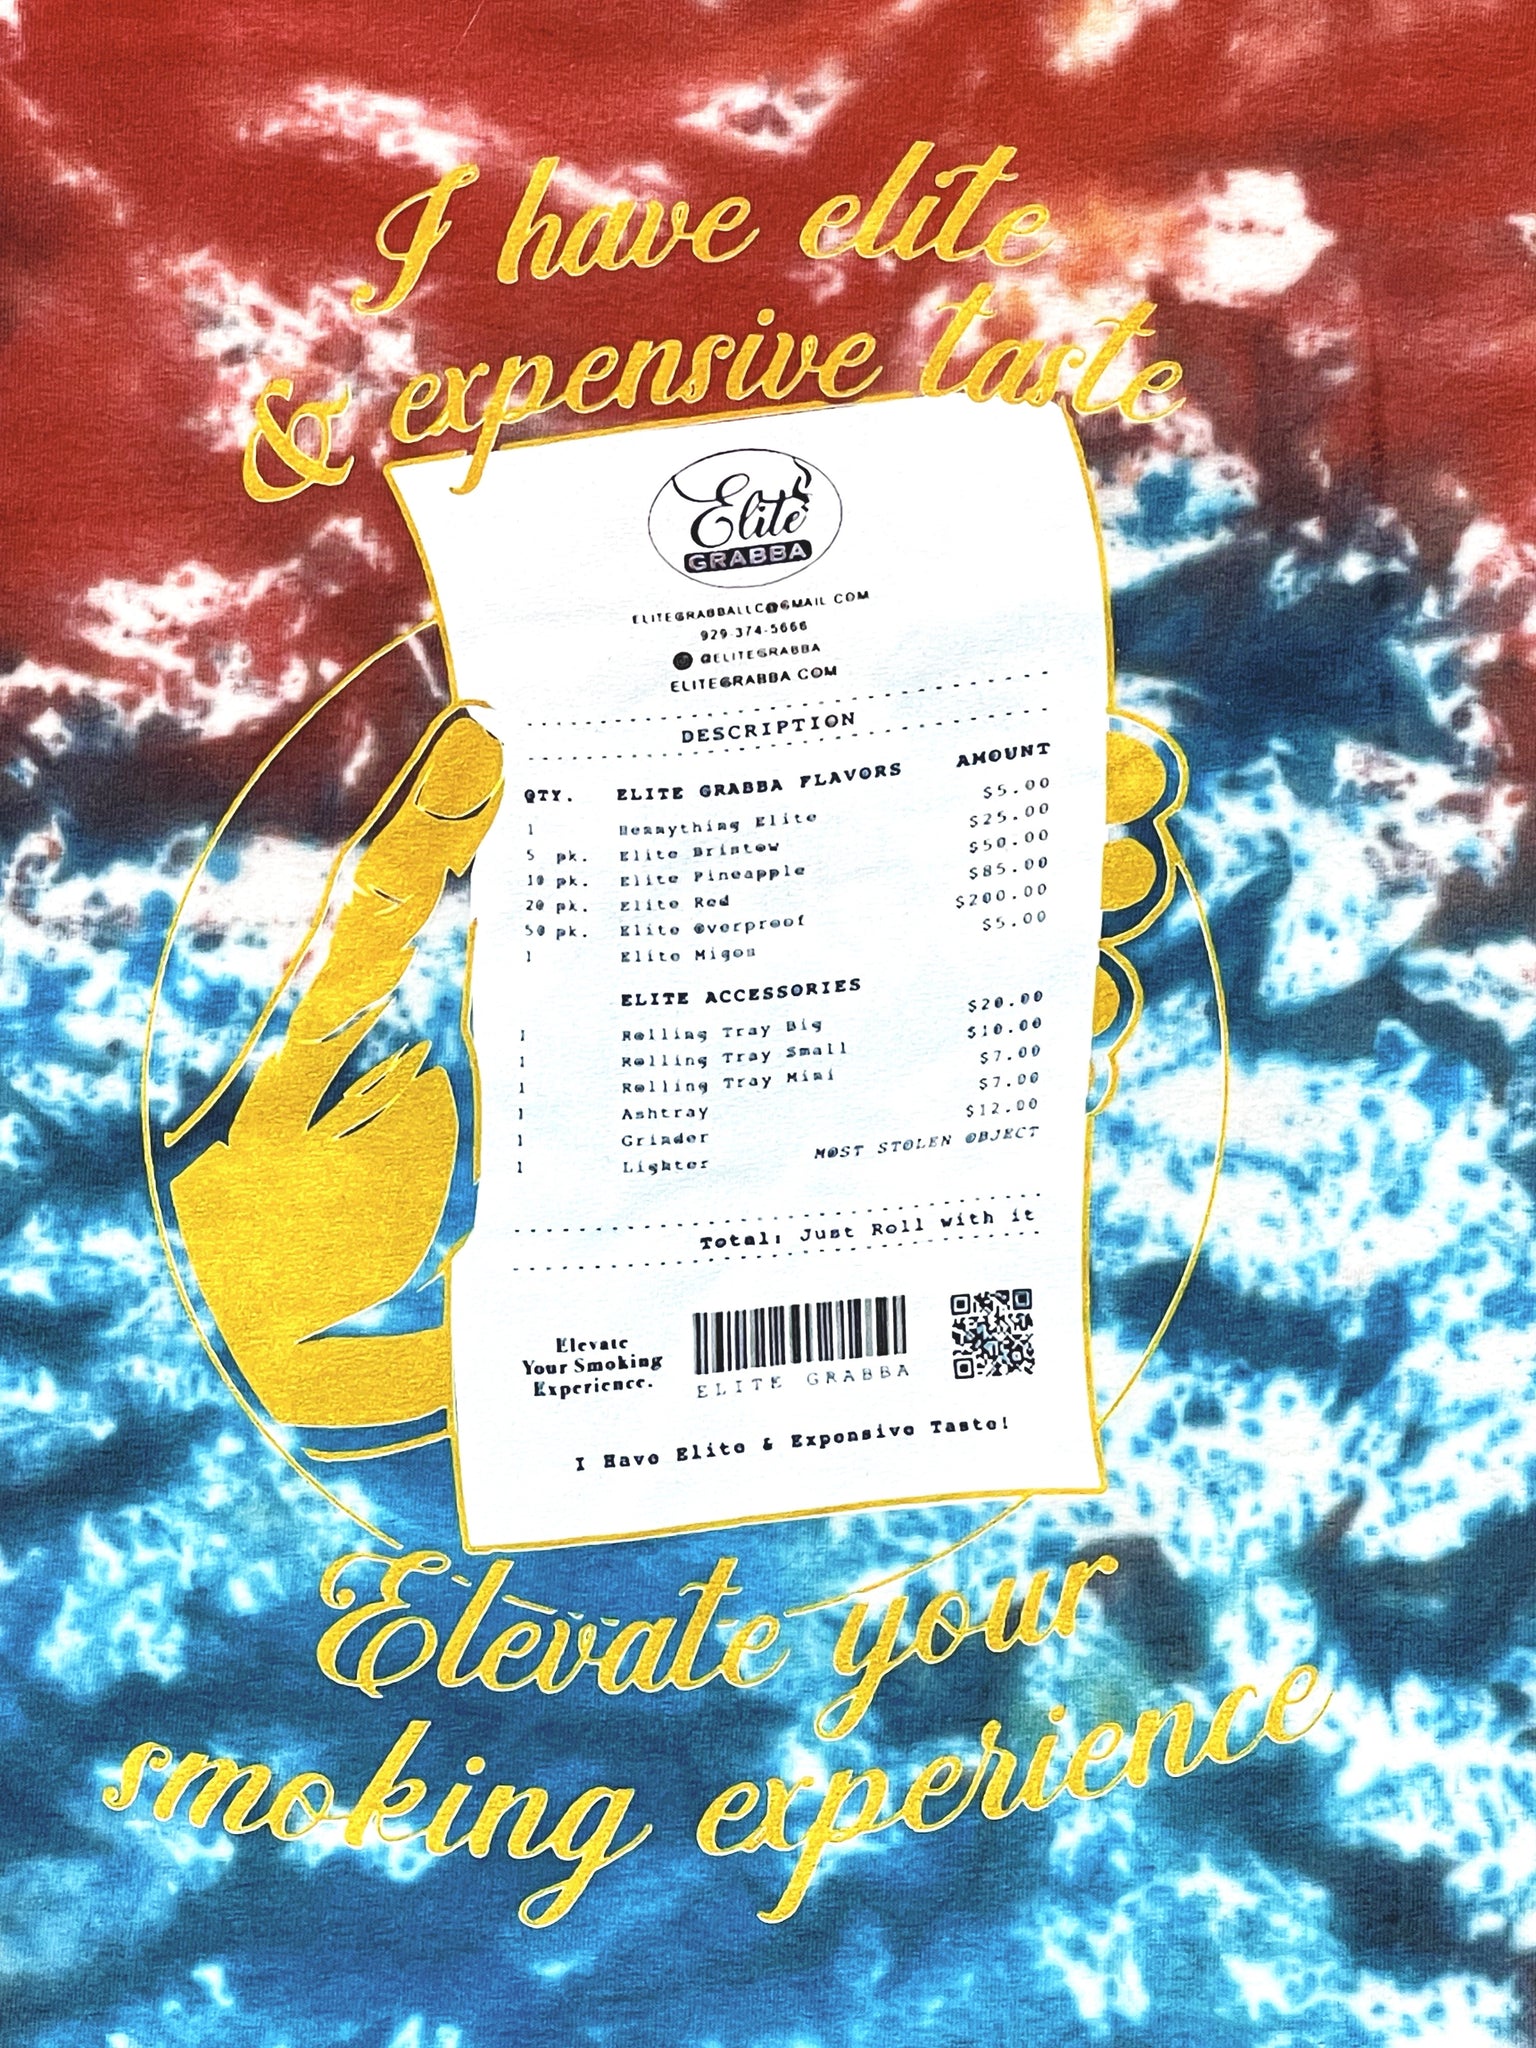 I have elite
& expensive taste
Elite
GRABBA
ELITEGRABBALLC@GMAIL.COM
929-374-5666
@ELITEGRABBA
ELITEGRABBA.COM
DESCRIPTION
QTY. ELITE GRABBA FLAVORS AMOUNT
1 Hennything Elite $5.00
5 pk. Elite Bristow $25.00
10 pk. Elite Pineapple $50.00
20 pk. Elite Red $85.00
50 pk. Elite Overproof $200.00
1 Elite Migos $5.00
ELITE ACCESSORIES
1 Rolling Tray Big $20.00
1 Rolling Tray Small $10.00
1 Rolling Tray Mini $7.00
1 Ashtray $7.00
1 Grinder $12.00
1 Lighter MOST STOLEN OBJECT
Total: Just Roll with it
Elevate
Your Smoking
Experience.
ELITE GRABBA
I Have Elite & Expensive Taste!
Elevate your
smoking experience